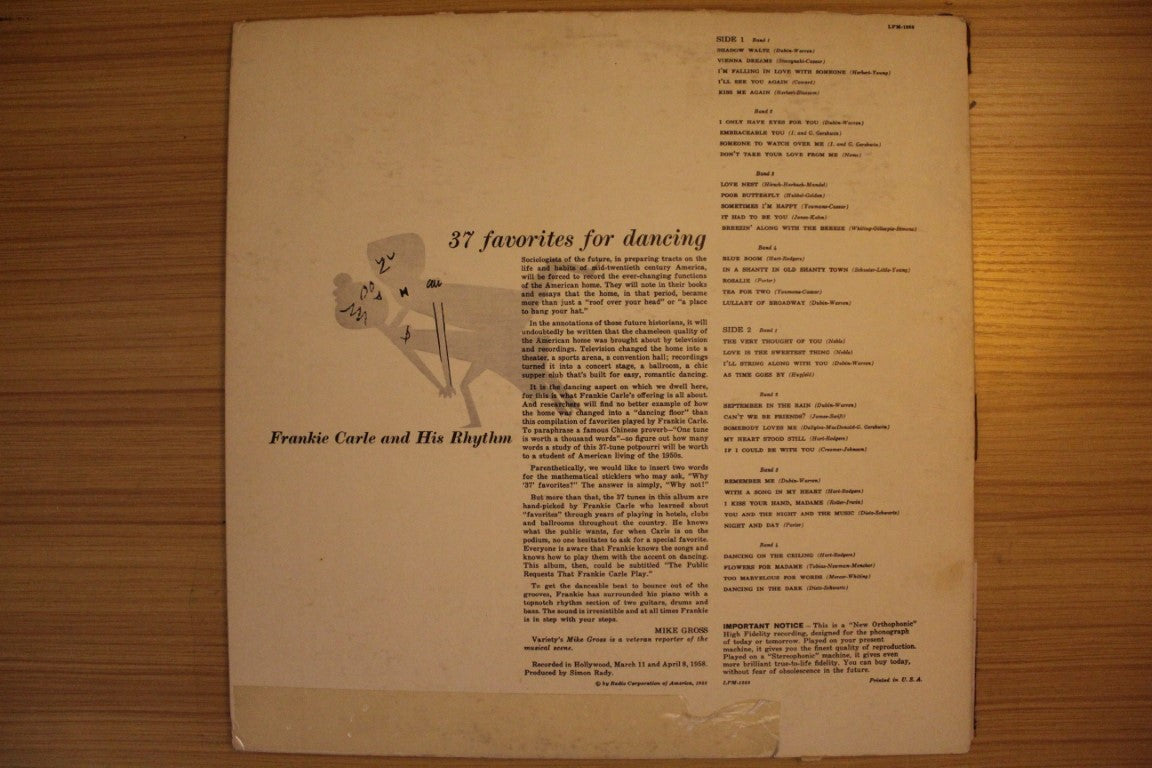 37 favorites for dancing
Frankie Carle and His Rhythm
Sociologists of the future, in preparing tracts on the
life and habits of mid-twentieth century America,
will be forced to record the ever-changing functions
of the American home. They will note in their books
and essays that the home, in that period, became
more than just a "roof over your head" or "a place
to hang your hat."
In the annotations of those future historians, it will
undoubtedly be written that the chameleon quality of
the American home was brought about by television
and recordings. Television changed the home into a
theater, a sports arena, a convention hall; recordings
turned it into a concert stage, a ballroom, a chic
supper club that's built for easy, romantic dancing.
It is the dancing aspect on which we dwell here,
for this is what Frankie Carle's offering is all about.
And researchers will find no better example of how
the home was changed into a "dancing floor" than
this compilation of favorites played by Frankie Carle.
To paraphrase a famous Chinese proverb—"One tune
is worth a thousand words"—to figure out how many
words a study of this 37-tune potpourri will be worth
to a student of American living of the 1950s.
Parenthetically, we would like to insert two words
for the mathematical sticklers who may ask, "Why
'37' favorites?" The answer is simply, "Why not!"
But more than that, the 37 tunes in this album are
hand-picked by Frankie Carle who learned about
"favorites" through years of playing in hotels, clubs
and ballrooms throughout the country. He knows
what the public wants, for when Carle is on the
podium, no one hesitates to ask for a special favorite.
Everyone is aware that Frankie knows the songs and
knows how to play them with the accent on dancing.
This album, then, could be subtitled "The Public
Requests That Frankie Carle Play."
To get the danceable beat to bounce out of the
grooves, Frankie has surrounded his piano with a
topnotch rhythm section of two guitars, drums and
bass. The sound is irresistible and at all times Frankie
is in step with your steps.
MIKE GROSS
Variety's Mike Gross is a veteran reporter of the
musical scene.
Recorded in Hollywood, March 11 and April 8, 1958.
Produced by Simon Rady.
© by Radio Corporation of America, 1958
SIDE 1 Band 1
SHADOW WALTZ (Dubin-Warren)
VIENNA DREAMS (Sieczynski-Caesar)
I'M FALLING IN LOVE WITH SOMEONE (Herbert-Young)
I'LL SEE YOU AGAIN (Coward)
KISS ME AGAIN (Herbert-Blossom)
Band 2
I ONLY HAVE EYES FOR YOU (Dubin-Warren)
EMBRACEABLE YOU (I. and G. Gershwin)
SOMEONE TO WATCH OVER ME (I. and G. Gershwin)
DON'T TAKE YOUR LOVE FROM ME (Nemo)
Band 3
LOVE NEST (Hirsch-Harbach-Mandel)
POOR BUTTERFLY (Hubbell-Golden)
SOMETIMES I'M HAPPY (Youmans-Caesar)
IT HAD TO BE YOU (Jones-Kahn)
BREEZIN' ALONG WITH THE BREEZE (Whiting-Gillespie-Simons)
Band 4
BLUE ROOM (Hart-Rodgers)
IN A SHANTY IN OLD SHANTY TOWN (Schuster-Little-Young)
ROSALIE (Porter)
TEA FOR TWO (Youmans-Caesar)
LULLABY OF BROADWAY (Dubin-Warren)
SIDE 2 Band 1
THE VERY THOUGHT OF YOU (Noble)
LOVE IS THE SWEETEST THING (Noble)
I'LL STRING ALONG WITH YOU (Dubin-Warren)
AS TIME GOES BY (Hupfeld)
Band 2
SEPTEMBER IN THE RAIN (Dubin-Warren)
CAN'T WE BE FRIENDS? (James-Swift)
SOMEBODY LOVES ME (DeSylva-MacDonald-G. Gershwin)
MY HEART STOOD STILL (Hart-Rodgers)
IF I COULD BE WITH YOU (Creamer-Johnson)
Band 3
REMEMBER ME (Dubin-Warren)
WITH A SONG IN MY HEART (Hart-Rodgers)
I KISS YOUR HAND, MADAME (Rotter-Erwin)
YOU AND THE NIGHT AND THE MUSIC (Dietz-Schwartz)
NIGHT AND DAY (Porter)
Band 4
DANCING ON THE CEILING (Hart-Rodgers)
FLOWERS FOR MADAME (Tobias-Newman-Mencher)
TOO MARVELOUS FOR WORDS (Mercer-Whiting)
DANCING IN THE DARK (Dietz-Schwartz)
IMPORTANT NOTICE — This is a "New Orthophonic"
High Fidelity recording, designed for the phonograph
of today or tomorrow. Played on your present
machine, it gives you the finest quality of reproduction.
Played on a "Stereophonic" machine, it gives even
more brilliant true-to-life fidelity. You can buy today,
without fear of obsolescence in the future.
Printed in U. S. A.